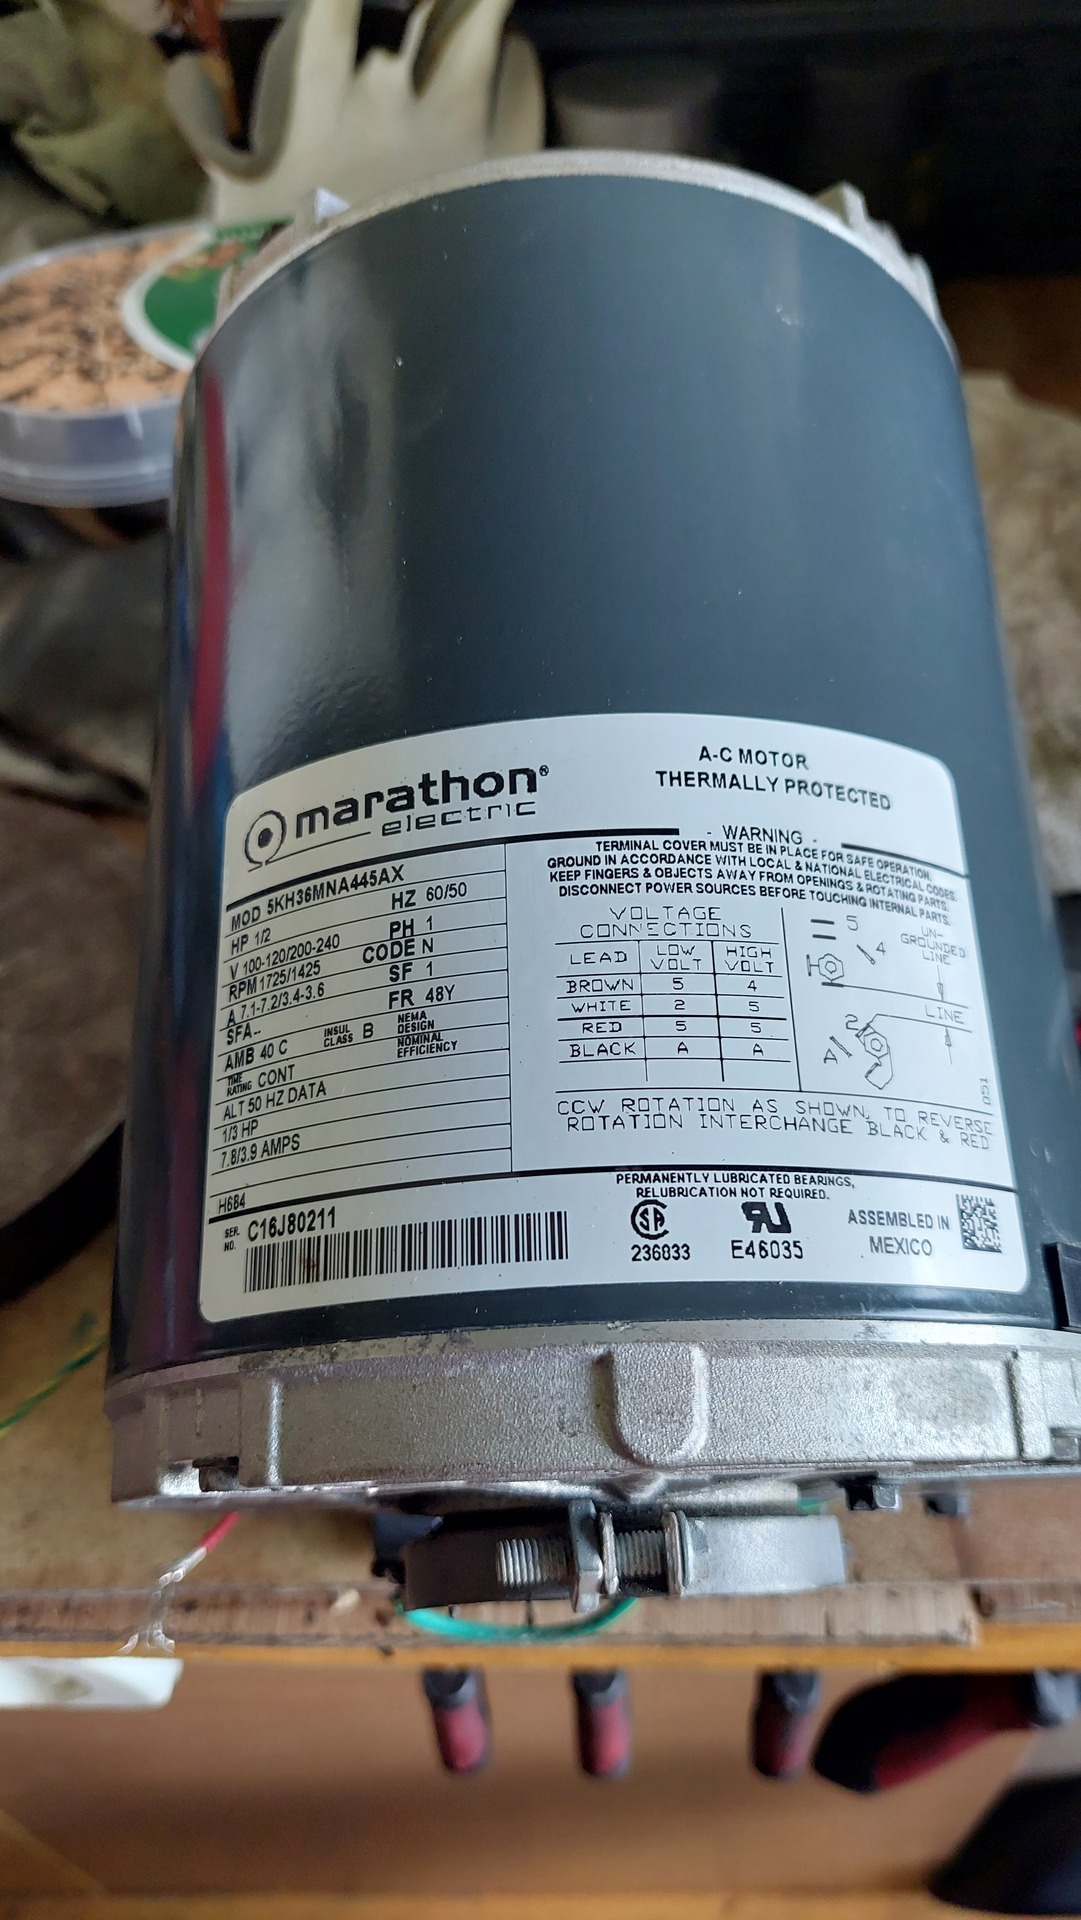 marathon®
electric
A-C MOTOR
THERMALLY PROTECTED
MOD 5KH36MNA445AX
HP 1/2 HZ 60/50
V 100-120/200-240 PH 1
RPM 1725/1425 CODE N
A 7.1-7.2/3.4-3.6 SF 1
SFA-- FR 48Y
AMB 40 C INSUL CLASS B NEMA DESIGN
TIME RATING CONT NOMINAL EFFICIENCY
ALT 50 HZ DATA
1/3 HP
7.8/3.9 AMPS
H684
- WARNING -
TERMINAL COVER MUST BE IN PLACE FOR SAFE OPERATION.
GROUND IN ACCORDANCE WITH LOCAL & NATIONAL ELECTRICAL CODES.
KEEP FINGERS & OBJECTS AWAY FROM OPENINGS & ROTATING PARTS.
DISCONNECT POWER SOURCES BEFORE TOUCHING INTERNAL PARTS.
VOLTAGE
CONNECTIONS
LEAD LOW VOLT HIGH VOLT
BROWN 5 4
WHITE 2 5
RED 5 5
BLACK A A
5
4
UN-
GROUNDED
LINE
LINE
2
A
051
CCW ROTATION AS SHOWN, TO REVERSE
ROTATION INTERCHANGE BLACK & RED
PERMANENTLY LUBRICATED BEARINGS,
RELUBRICATION NOT REQUIRED.
SER. NO. C16J80211
SA
236833
UR
E46035
ASSEMBLED IN
MEXICO